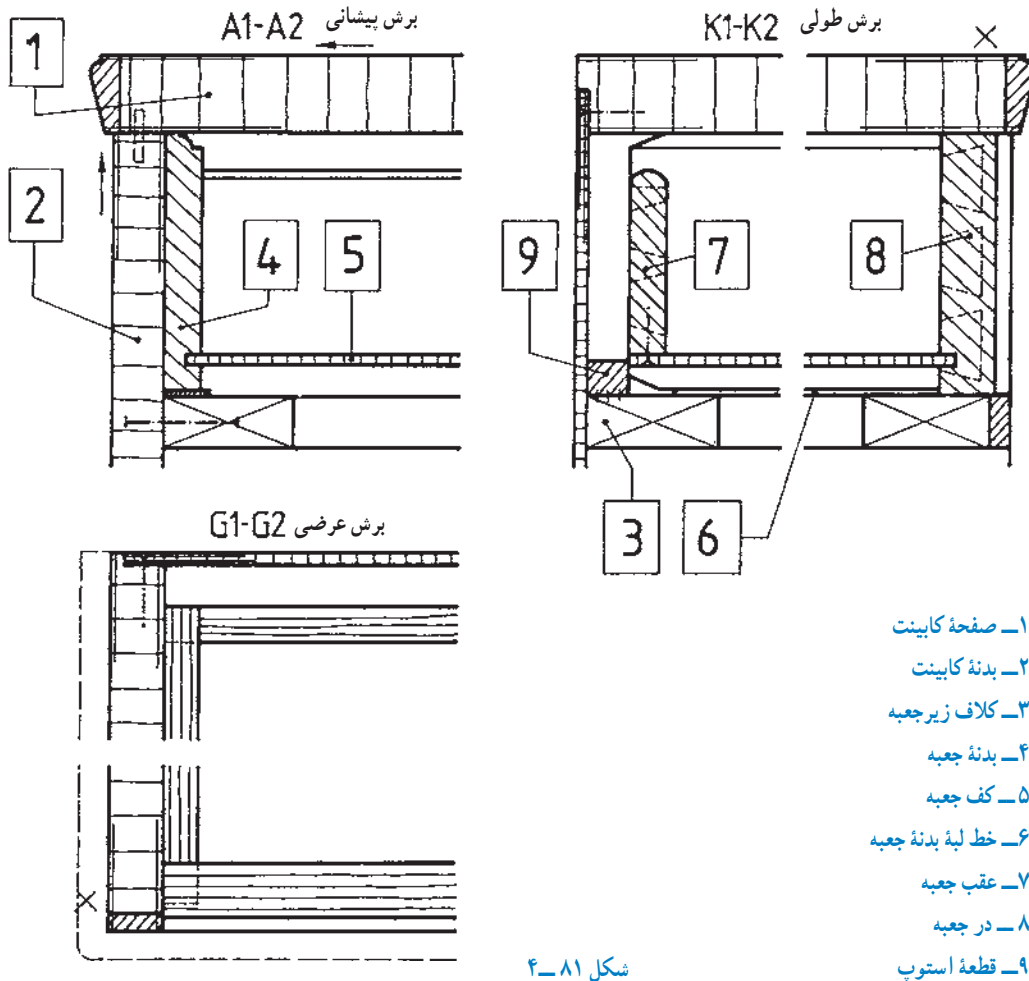 برش پیشانی A1-A2
برش طولی K1-K2
1
2
4
5
9
7
8
3
6
برش عرضی G1-G2
۱ــ صفحهٔ کابینت
۲ــ بدنهٔ کابینت
۳ــ کلاف زیرجعبه
۴ــ بدنهٔ جعبه
۵ــ کف جعبه
۶ــ خط لبهٔ بدنهٔ جعبه
۷ــ عقب جعبه
۸ ــ در جعبه
۹ــ قطعهٔ استوپ
شکل ۸۱ ــ۴